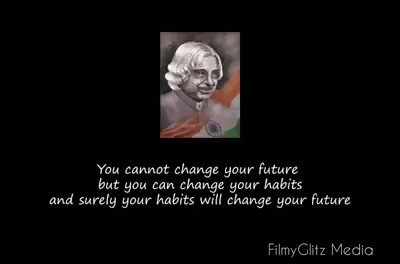 You cannot change your future
but you can change your habits
and surely your habits will change your future
FilmyGlitz Media